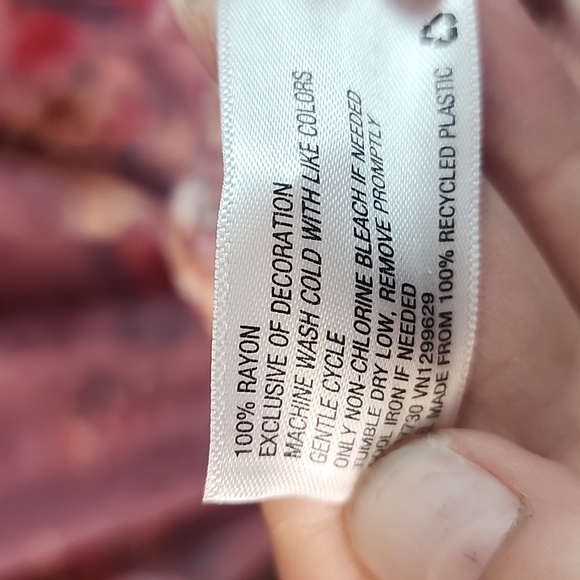 100% RAYON
EXCLUSIVE OF DECORATION
MACHINE WASH COLD WITH LIKE COLORS
GENTLE CYCLE
ONLY NON-CHLORINE BLEACH IF NEEDED
TUMBLE DRY LOW, REMOVE PROMPTLY
IRON IF NEEDED
VN1299629
MADE FROM 100% RECYCLED PLASTIC